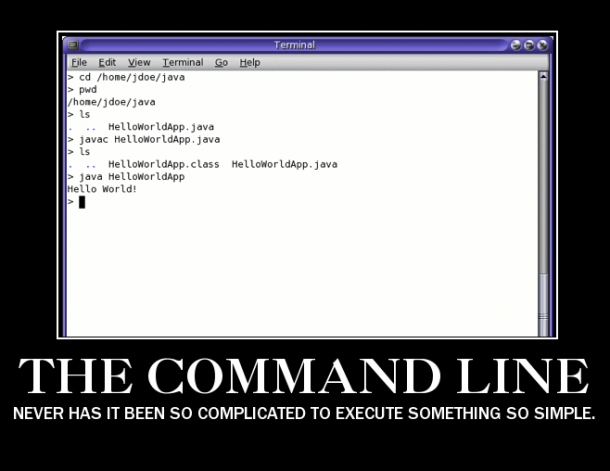 Terminal
File Edit View Terminal Go Help
> cd /home/jdoe/java
> pwd
/home/jdoe/java
> ls
. .. HelloWorldApp.java
> javac HelloWorldApp.java
> ls
. .. HelloWorldApp.class HelloWorldApp.java
> java HelloWorldApp
Hello World!
>
THE COMMAND LINE
NEVER HAS IT BEEN SO COMPLICATED TO EXECUTE SOMETHING SO SIMPLE.